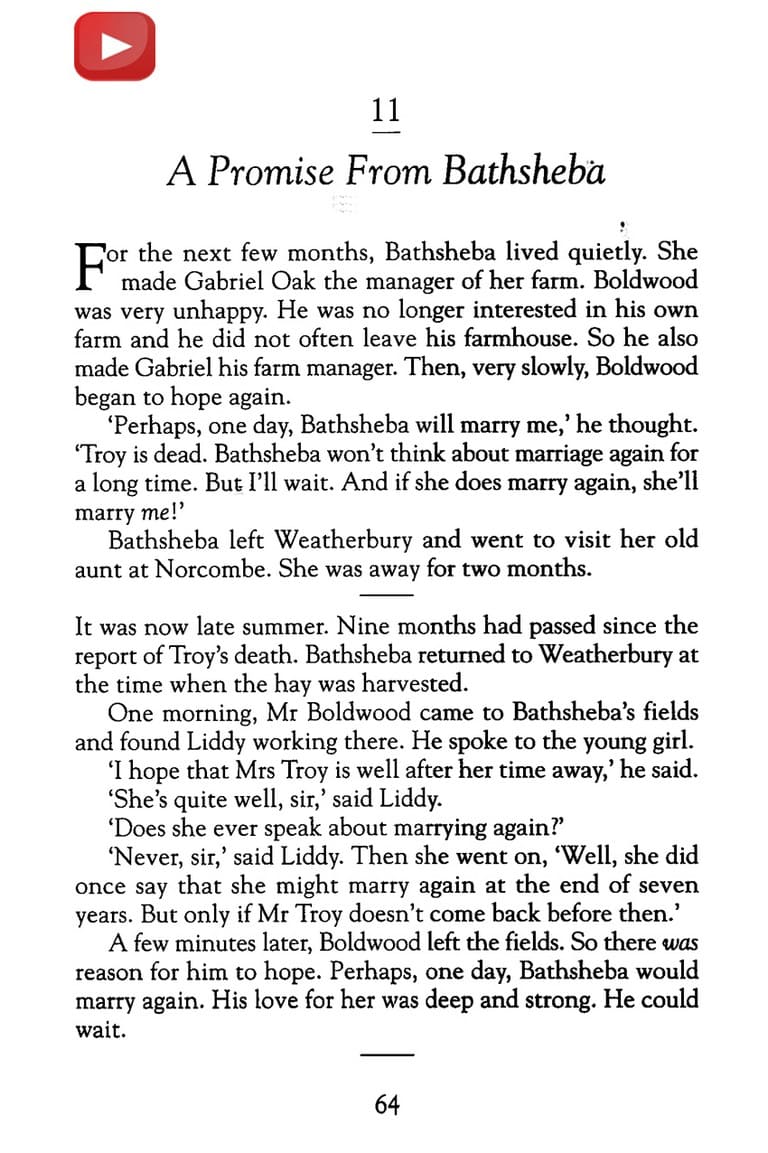 11
A Promise From Bathsheba
For the next few months, Bathsheba lived quietly. She
made Gabriel Oak the manager of her farm. Boldwood
was very unhappy. He was no longer interested in his own
farm and he did not often leave his farmhouse. So he also
made Gabriel his farm manager. Then, very slowly, Boldwood
began to hope again.
‘Perhaps, one day, Bathsheba will marry me,’ he thought.
‘Troy is dead. Bathsheba won’t think about marriage again for
a long time. But I’ll wait. And if she does marry again, she’ll
marry me!’
Bathsheba left Weatherbury and went to visit her old
aunt at Norcombe. She was away for two months.
It was now late summer. Nine months had passed since the
report of Troy’s death. Bathsheba returned to Weatherbury at
the time when the hay was harvested.
One morning, Mr Boldwood came to Bathsheba’s fields
and found Liddy working there. He spoke to the young girl.
‘I hope that Mrs Troy is well after her time away,’ he said.
‘She’s quite well, sir,’ said Liddy.
‘Does she ever speak about marrying again?’
‘Never, sir,’ said Liddy. Then she went on, ‘Well, she did
once say that she might marry again at the end of seven
years. But only if Mr Troy doesn’t come back before then.’
A few minutes later, Boldwood left the fields. So there was
reason for him to hope. Perhaps, one day, Bathsheba would
marry again. His love for her was deep and strong. He could
wait.
64